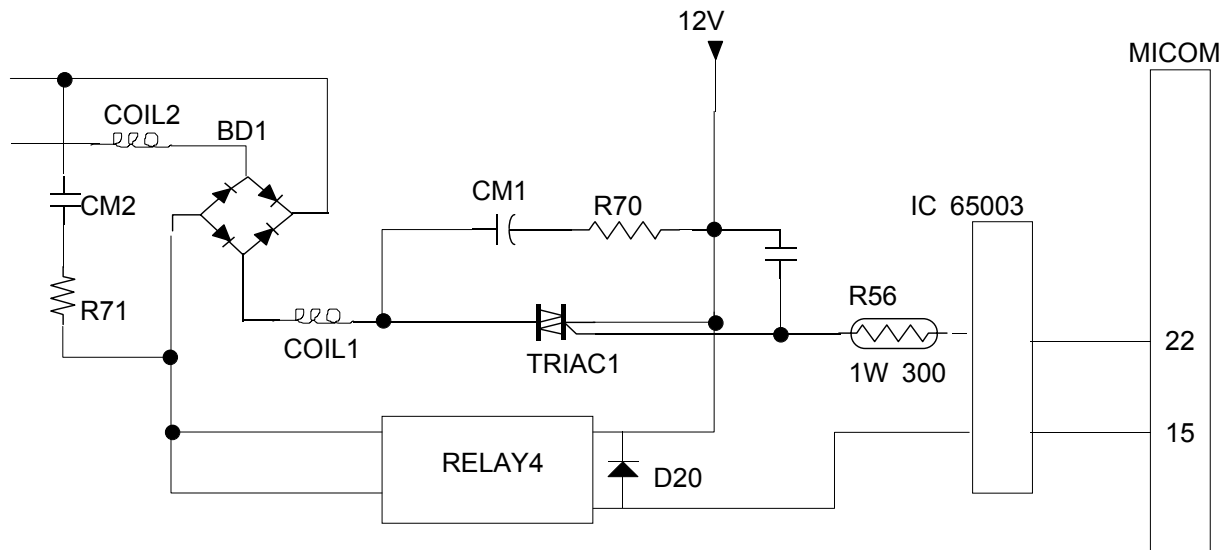 12V
MICOM
COIL2
BD1
CM1
R70
CM2
IC 65003
R71
R56
COIL1
TRIAC1
1W 300
22
RELAY4
D20
15